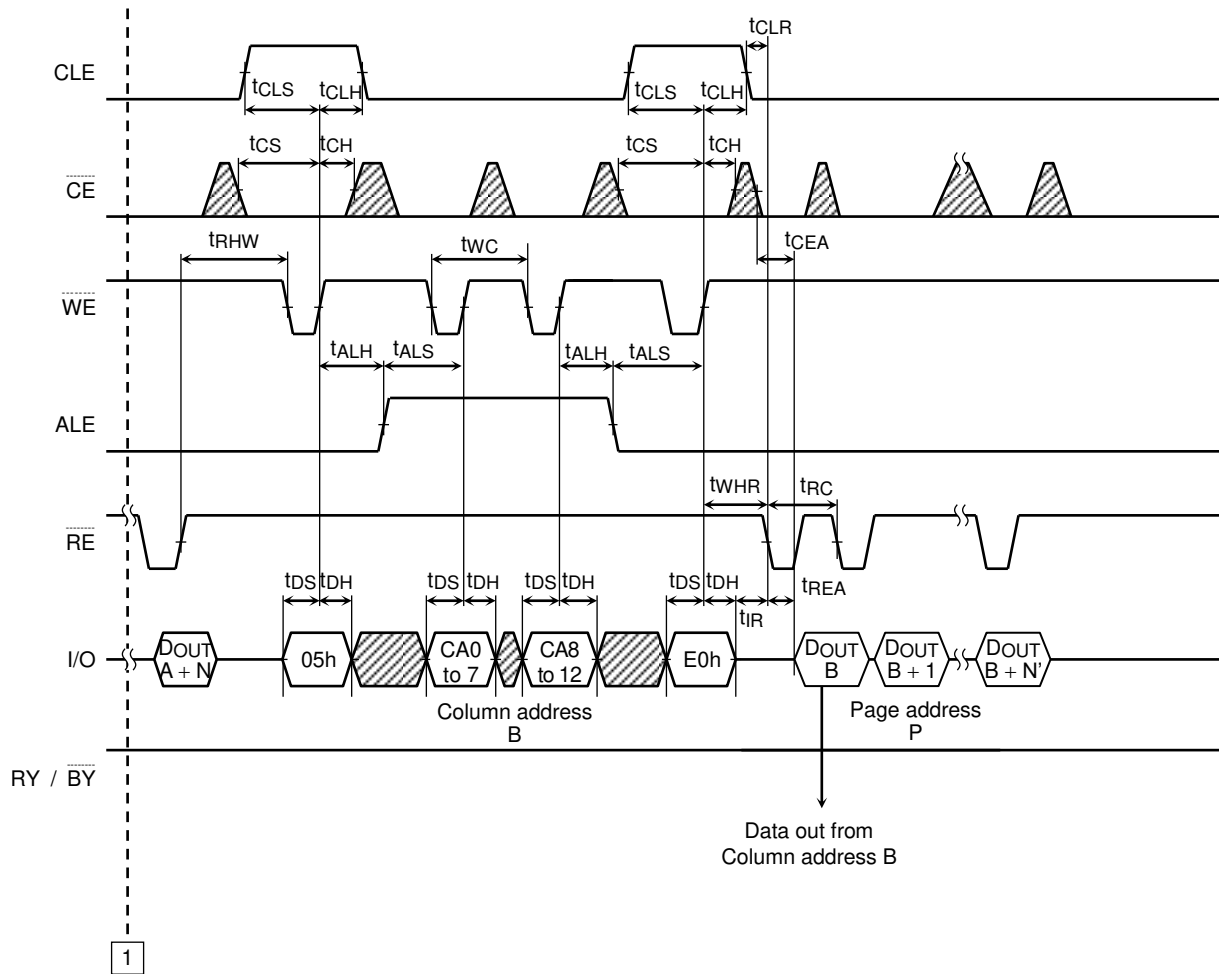 tCLR
CLE
tCLS tCLH tCLS tCLH
tCS tCH tCS tCH
CE
tRHW tWC tCEA
WE
tALH tALS tALH tALS
ALE
tWHR tRC
RE
tDS tDH tDS tDH tDS tDH tDS tDH tREA
tIR
I/O
DOUT
A + N
05h
CA0
to 7
CA8
to 12
E0h
DOUT
B
DOUT
B + 1
DOUT
B + N'
Column address
B
Page address
P
RY / BY
Data out from
Column address B
1